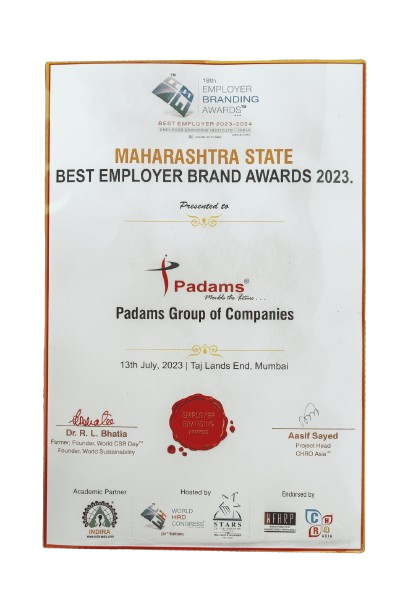 18th
EMPLOYER
BRANDING
AWARDS™
BEST EMPLOYER 2023-2024
EMPLOYER BRANDING INSTITUTE - INDIA
MAHARASHTRA STATE
BEST EMPLOYER BRAND AWARDS 2023.
Presented to
Padams®
Moulds the future...
Padams Group of Companies
13th July, 2023 | Taj Lands End, Mumbai
EMPLOYER
BRANDING
AWARDS
Dr. R. L. Bhatia
Farmer, Founder, World CSR Day™
Founder, World Sustainability
Aasif Sayed
Project Head
CHRO Asia™
Academic Partner
Hosted by
Endorsed by
INDIRA
WORLD
HRD
CONGRESS
STARS
ASIA